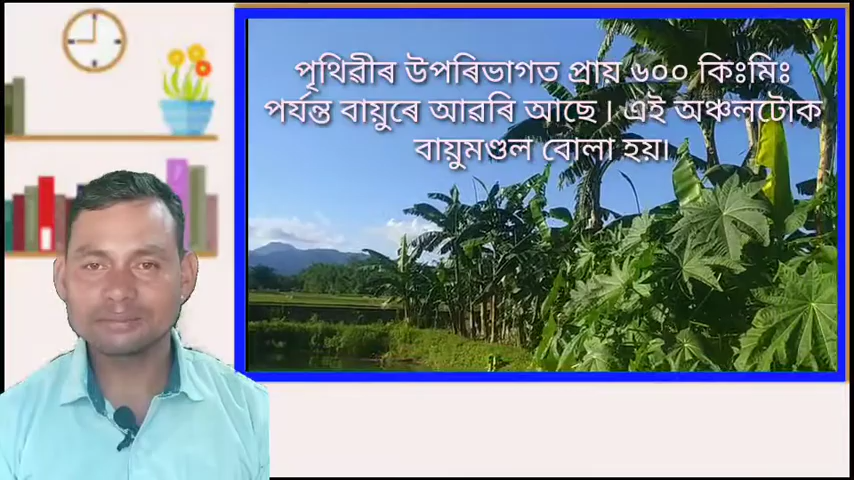 পৃথিৱীৰ উপৰিভাগত প্ৰায় ৬০০ কিঃমিঃ
পৰ্যন্ত বায়ুৰে আৱৰি আছে। এই অঞ্চলটোক
বায়ুমণ্ডল বোলা হয়।